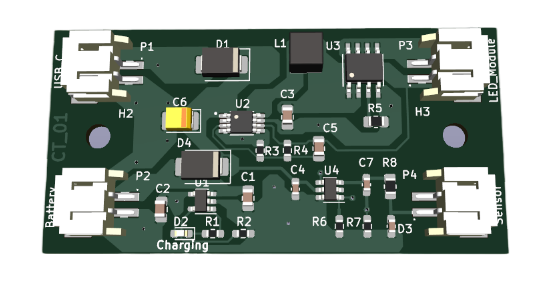 P1
D1
L1
U3
P3
USB_C
LED_Module
H2
C6
U2
C3
R5
H3
CT_01
D4
R3
R4
C5
P2
U1
C1
C4
U4
C7
R8
P4
Battery
C2
D2
R1
R2
R6
R7
D3
Sensor
Charging